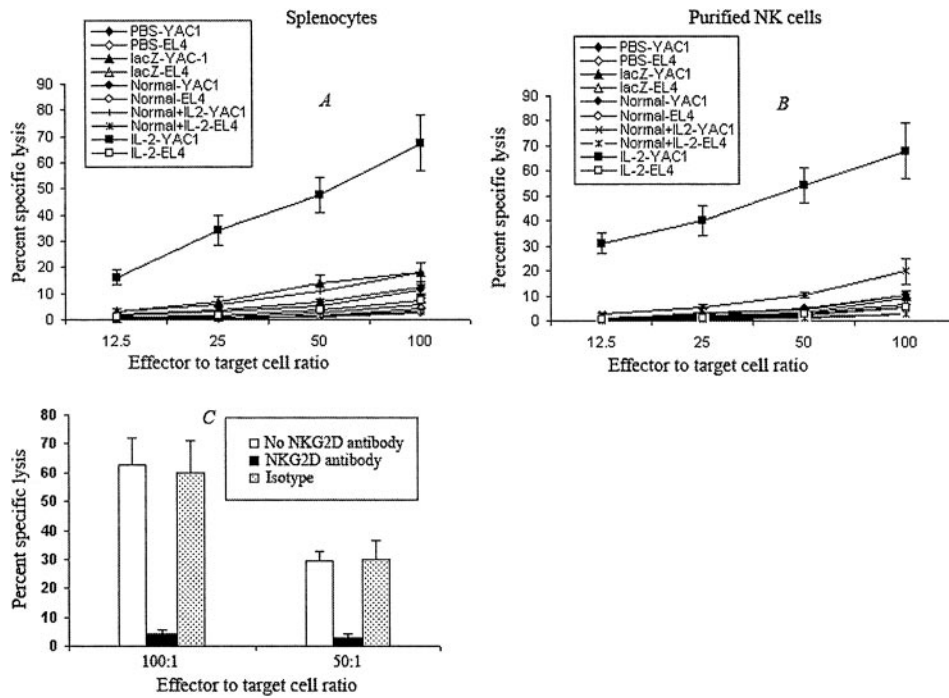 Splenocytes
PBS-YAC1
PBS-EL4
lacZ-YAC-1
lacZ-EL4
Normal-YAC1
Normal-EL4
Normal+IL2-YAC1
Normal+IL-2-EL4
IL-2-YAC1
IL-2-EL4
A
Percent specific lysis
90
80
70
60
50
40
30
20
10
0
12.5
25
50
100
Effector to target cell ratio
Purified NK cells
PBS-YAC1
PBS-EL4
lacZ-YAC1
lacZ-EL4
Normal-YAC1
Normal-EL4
Normal+IL2-YAC1
Normal+IL-2-EL4
IL-2-YAC1
IL-2-EL4
B
Percent specific lysis
90
80
70
60
50
40
30
20
10
0
12.5
25
50
100
Effector to target cell ratio
C
No NKG2D antibody
NKG2D antibody
Isotype
Percent specific lysis
80
70
60
50
40
30
20
10
0
100:1
50:1
Effector to target cell ratio